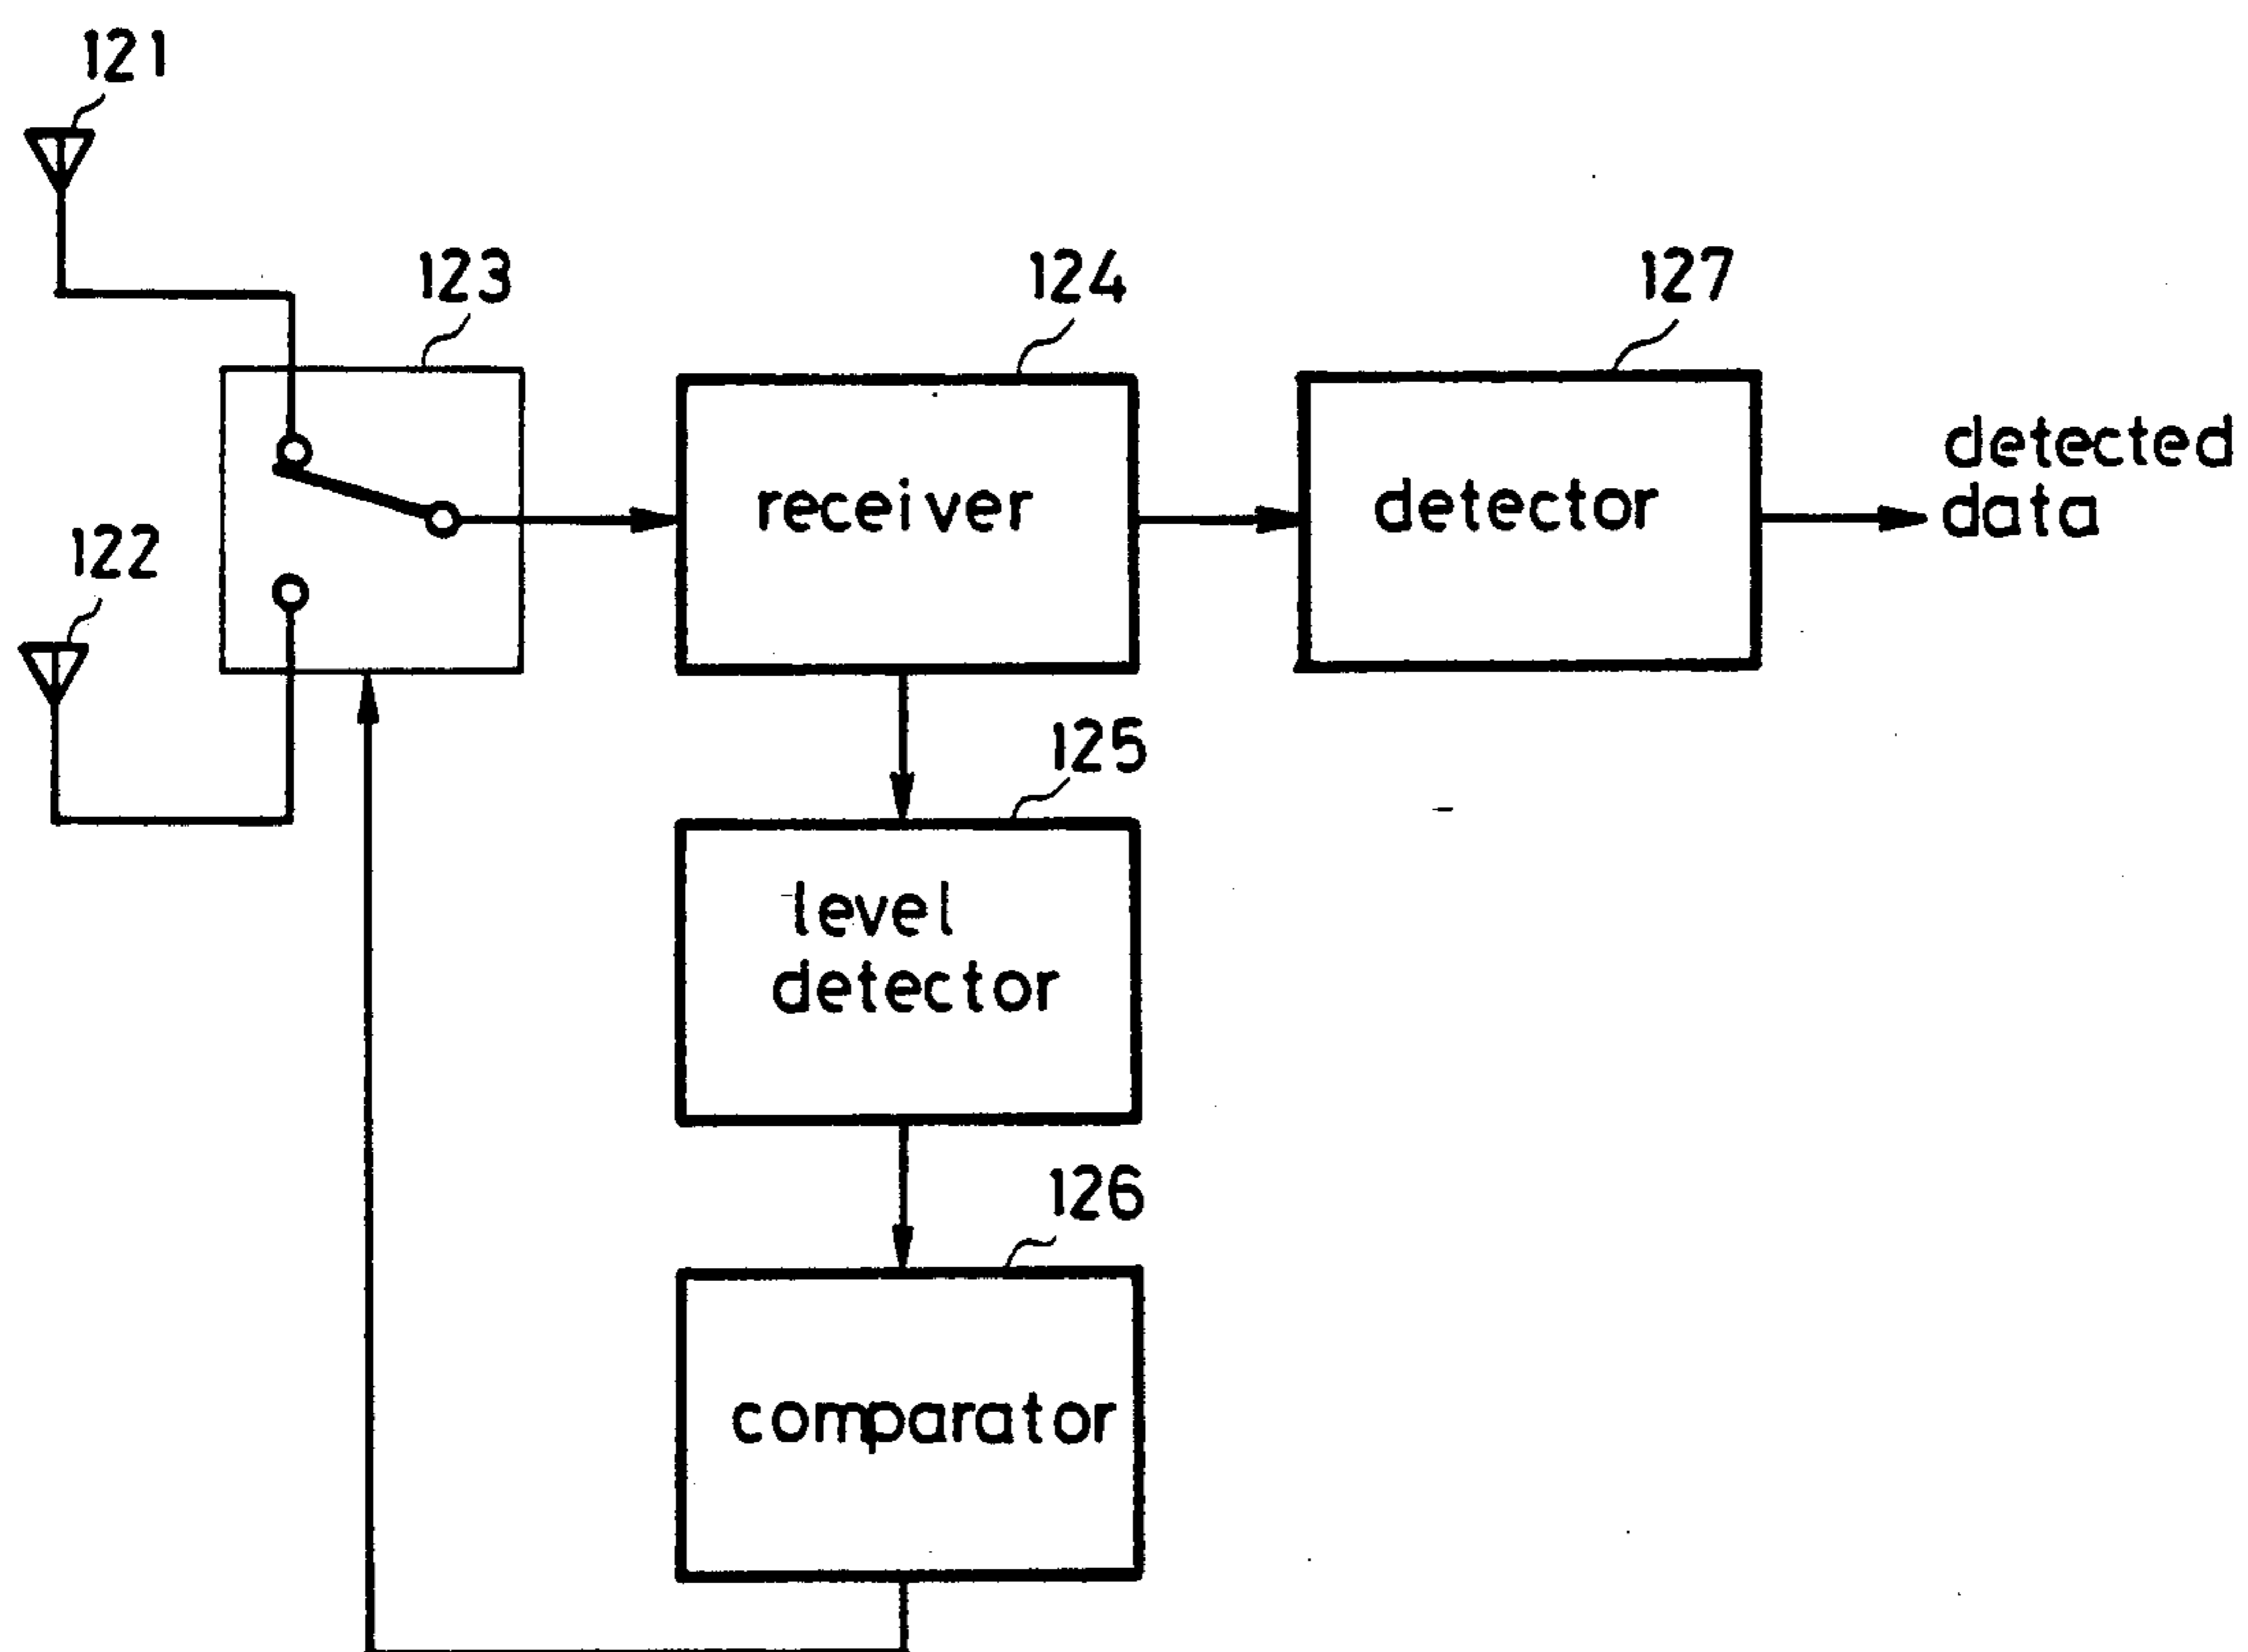 121
123
124
127
receiver
detector
detected
data
122
125
level
detector
126
comparator